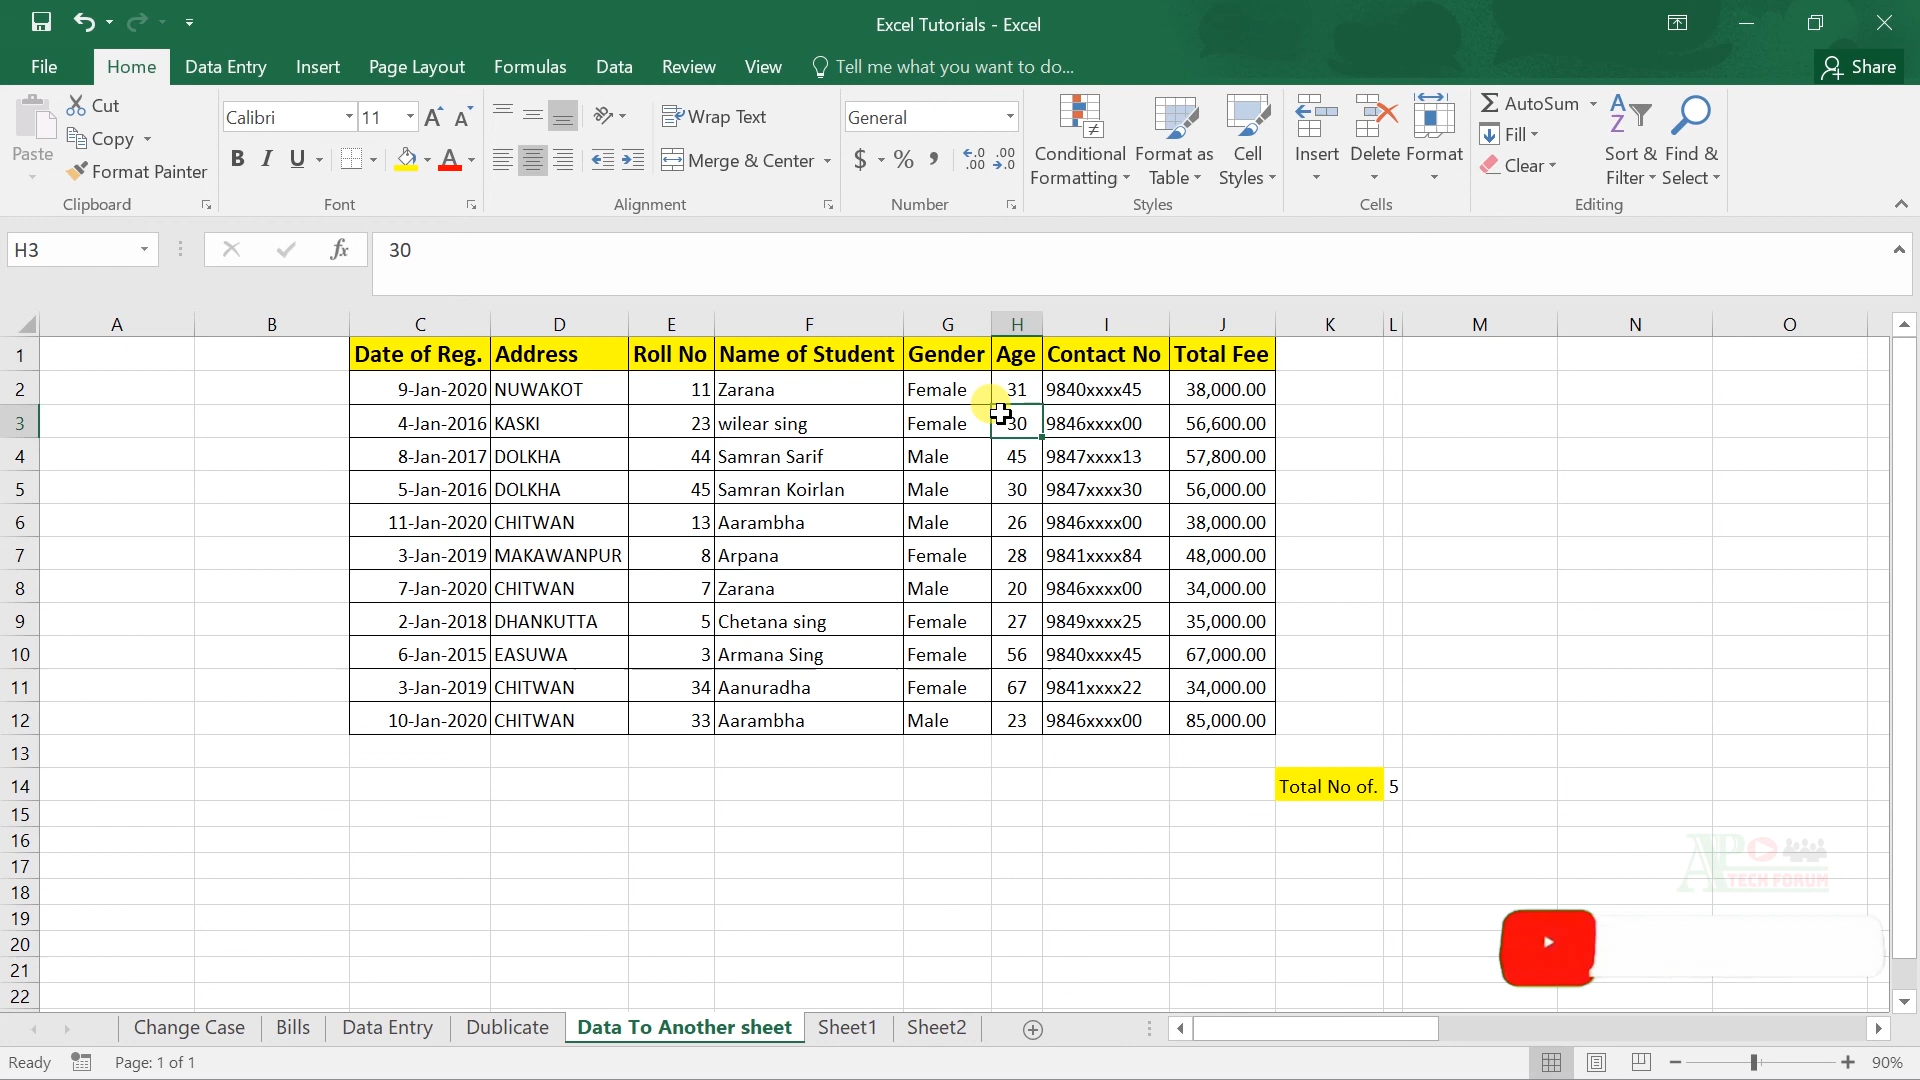 Excel Tutorials - Excel
File Home Data Entry Insert Page Layout Formulas Data Review View Tell me what you want to do... Share
Paste Cut Copy Format Painter Clipboard
Calibri 11 B I U A Font
Wrap Text Merge & Center Alignment
General $ % Number
Conditional Formatting Format as Table Cell Styles Styles
Insert Delete Format Cells
AutoSum Fill Clear Sort & Filter Find & Select Editing
H3 fx 30
A B C D E F G H I J K L M N O
1 Date of Reg. Address Roll No Name of Student Gender Age Contact No Total Fee
2 9-Jan-2020 NUWAKOT 11 Zarana Female 31 9840xxxx45 38,000.00
3 4-Jan-2016 KASKI 23 wilear sing Female 30 9846xxxx00 56,600.00
4 8-Jan-2017 DOLKHA 44 Samran Sarif Male 45 9847xxxx13 57,800.00
5 5-Jan-2016 DOLKHA 45 Samran Koirlan Male 30 9847xxxx30 56,000.00
6 11-Jan-2020 CHITWAN 13 Aarambha Male 26 9846xxxx00 38,000.00
7 3-Jan-2019 MAKAWANPUR 8 Arpana Female 28 9841xxxx84 48,000.00
8 7-Jan-2020 CHITWAN 7 Zarana Male 20 9846xxxx00 34,000.00
9 2-Jan-2018 DHANKUTTA 5 Chetana sing Female 27 9849xxxx25 35,000.00
10 6-Jan-2015 EASUWA 3 Armana Sing Female 56 9840xxxx45 67,000.00
11 3-Jan-2019 CHITWAN 34 Aanuradha Female 67 9841xxxx22 34,000.00
12 10-Jan-2020 CHITWAN 33 Aarambha Male 23 9846xxxx00 85,000.00
13
14 Total No of. 5
15
16
17 AP TECH FORUM
18
19
20
21
22
Change Case Bills Data Entry Dublicate Data To Another sheet Sheet1 Sheet2
Ready Page: 1 of 1 90%